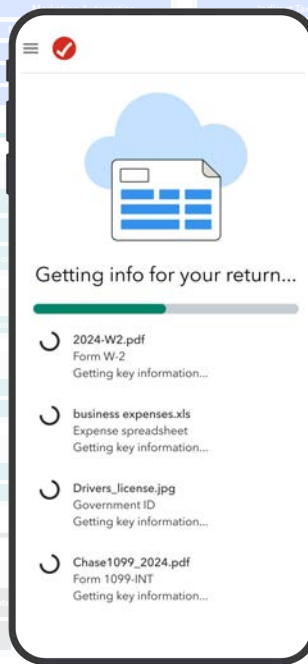 Getting info for your return...
2024-W2.pdf
Form W-2
Getting key information...
business expenses.xls
Expense spreadsheet
Getting key information...
Drivers_license.jpg
Government ID
Getting key information...
Chase1099_2024.pdf
Form 1099-INT
Getting key information...